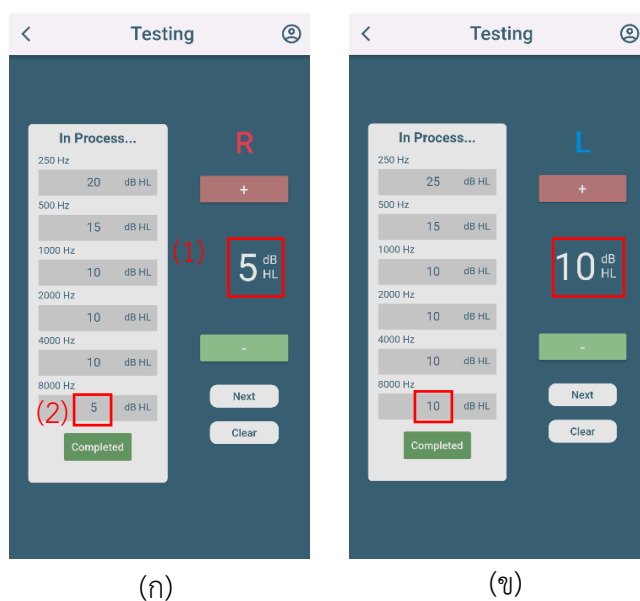 Testing
In Process...
250 Hz
20 dB HL
500 Hz
15 dB HL
1000 Hz
10 dB HL
2000 Hz
10 dB HL
4000 Hz
10 dB HL
8000 Hz
(2) 5 dB HL
Completed
R
+
(1) 5 dB HL
-
Next
Clear
(ก)
Testing
In Process...
250 Hz
25 dB HL
500 Hz
15 dB HL
1000 Hz
10 dB HL
2000 Hz
10 dB HL
4000 Hz
10 dB HL
8000 Hz
10 dB HL
Completed
L
+
10 dB HL
-
Next
Clear
(ข)